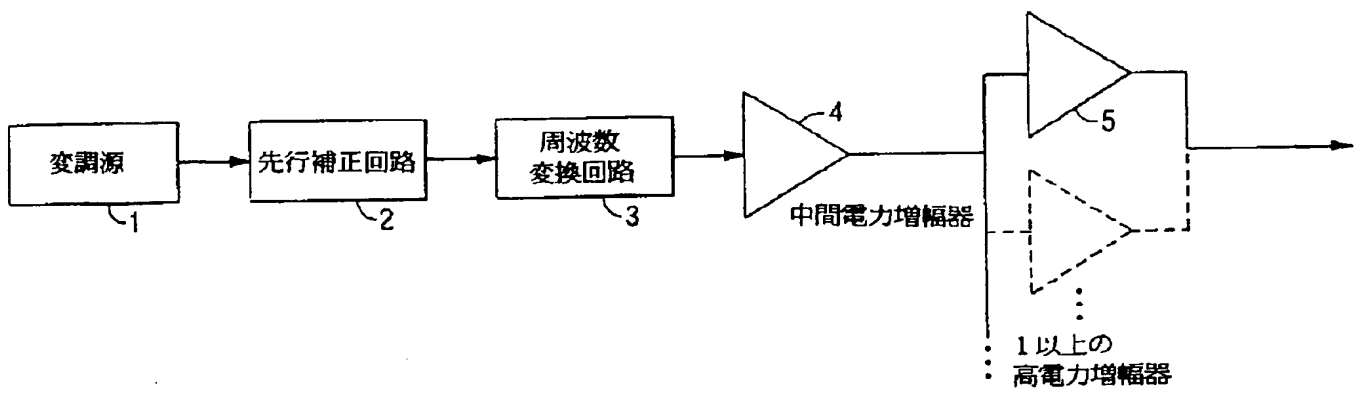 変調源
1
先行補正回路
2
周波数
変換回路
3
4
中間電力増幅器
5
1以上の
高電力増幅器